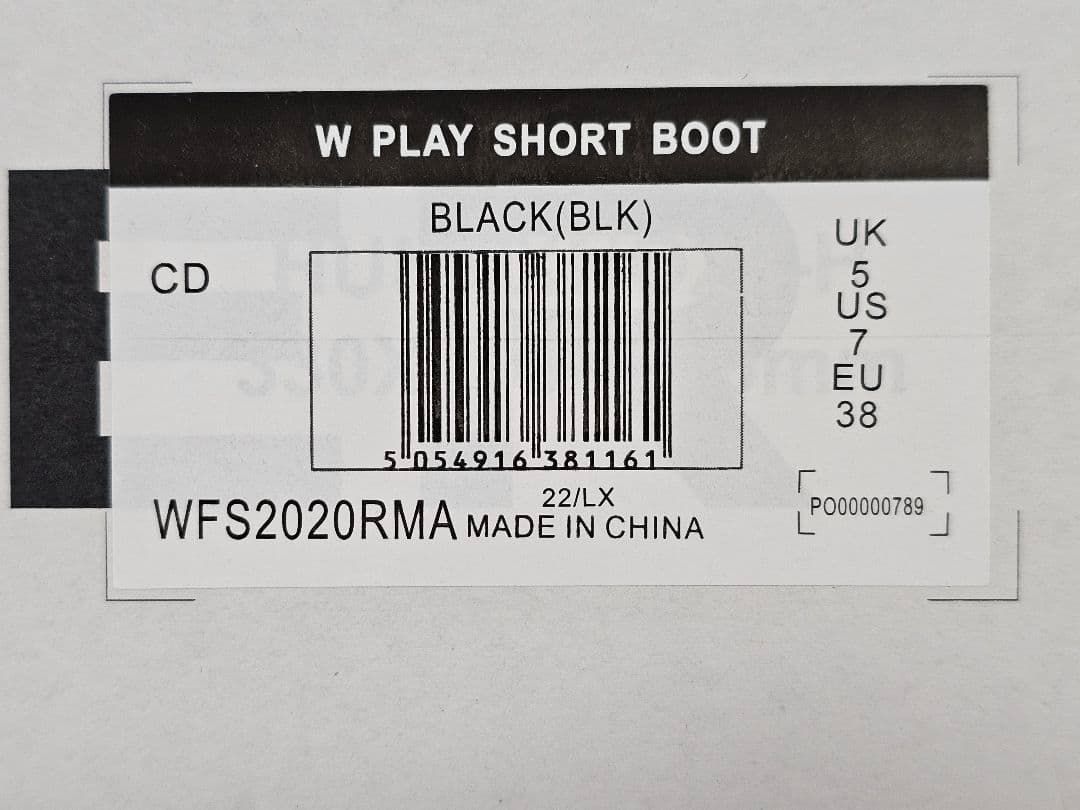 W PLAY SHORT BOOT
BLACK(BLK)
CD
UK
5
US
7
EU
38
5 054916 381161
22/LX
WFS2020RMA MADE IN CHINA
PO00000789